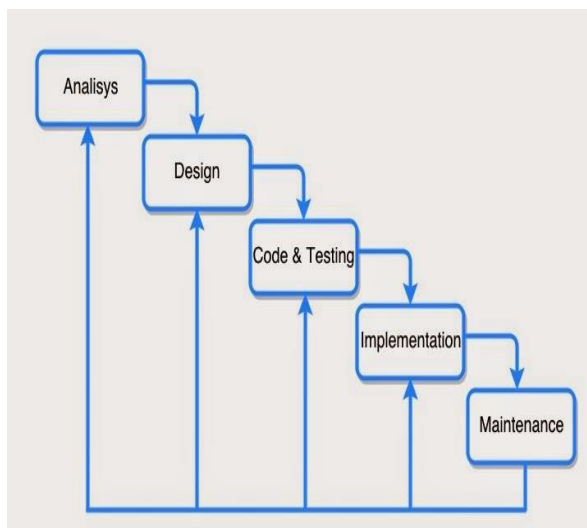 Analisys
Design
Code & Testing
Implementation
Maintenance